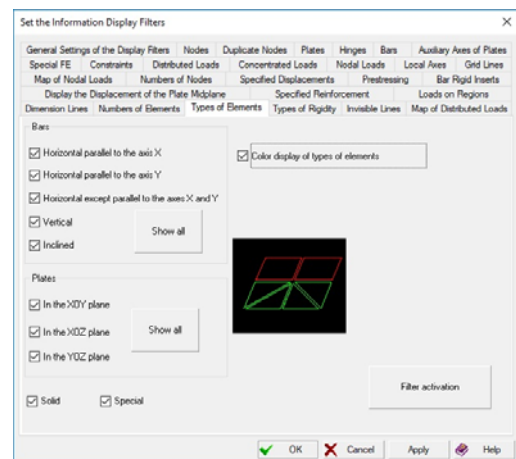 Set the Information Display Filters
General Settings of the Display Filters Nodes Duplicate Nodes Plates Hinges Bars Auxiliary Axes of Plates
Special FE Constraints Distributed Loads Concentrated Loads Nodal Loads Local Axes Grid Lines
Map of Nodal Loads Numbers of Nodes Specified Displacements Prestressing Bar Rigid Inserts
Display the Displacement of the Plate Midplane Specified Reinforcement Loads on Regions
Dimension Lines Numbers of Elements Types of Elements Types of Rigidity Invisible Lines Map of Distributed Loads
Bars
Horizontal parallel to the axis X
Horizontal parallel to the axis Y
Horizontal except parallel to the axes X and Y
Vertical
Inclined
Show all
Color display of types of elements
Plates
In the XOY plane
In the XOZ plane
In the YOZ plane
Show all
Solid Special
Filter activation
OK Cancel Apply Help